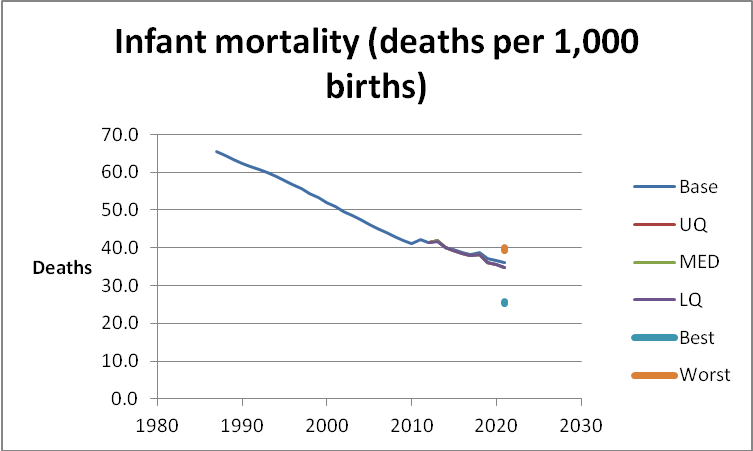 Infant mortality (deaths per 1,000
births)
70.0
60.0
50.0
40.0
30.0
20.0
10.0
0.0
Deaths
1980 1990 2000 2010 2020 2030
Base
UQ
MED
LQ
Best
Worst